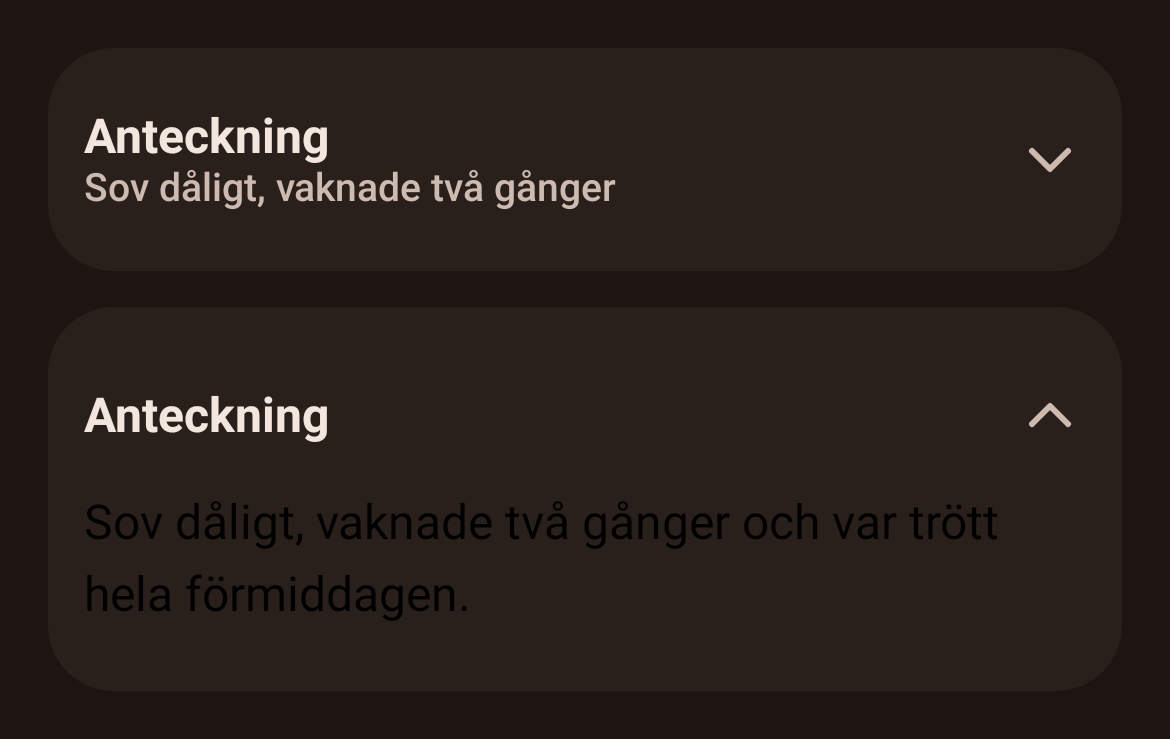 Anteckning
Sov dåligt, vaknade två gånger
Anteckning
Sov dåligt, vaknade två gånger och var trött
hela förmiddagen.